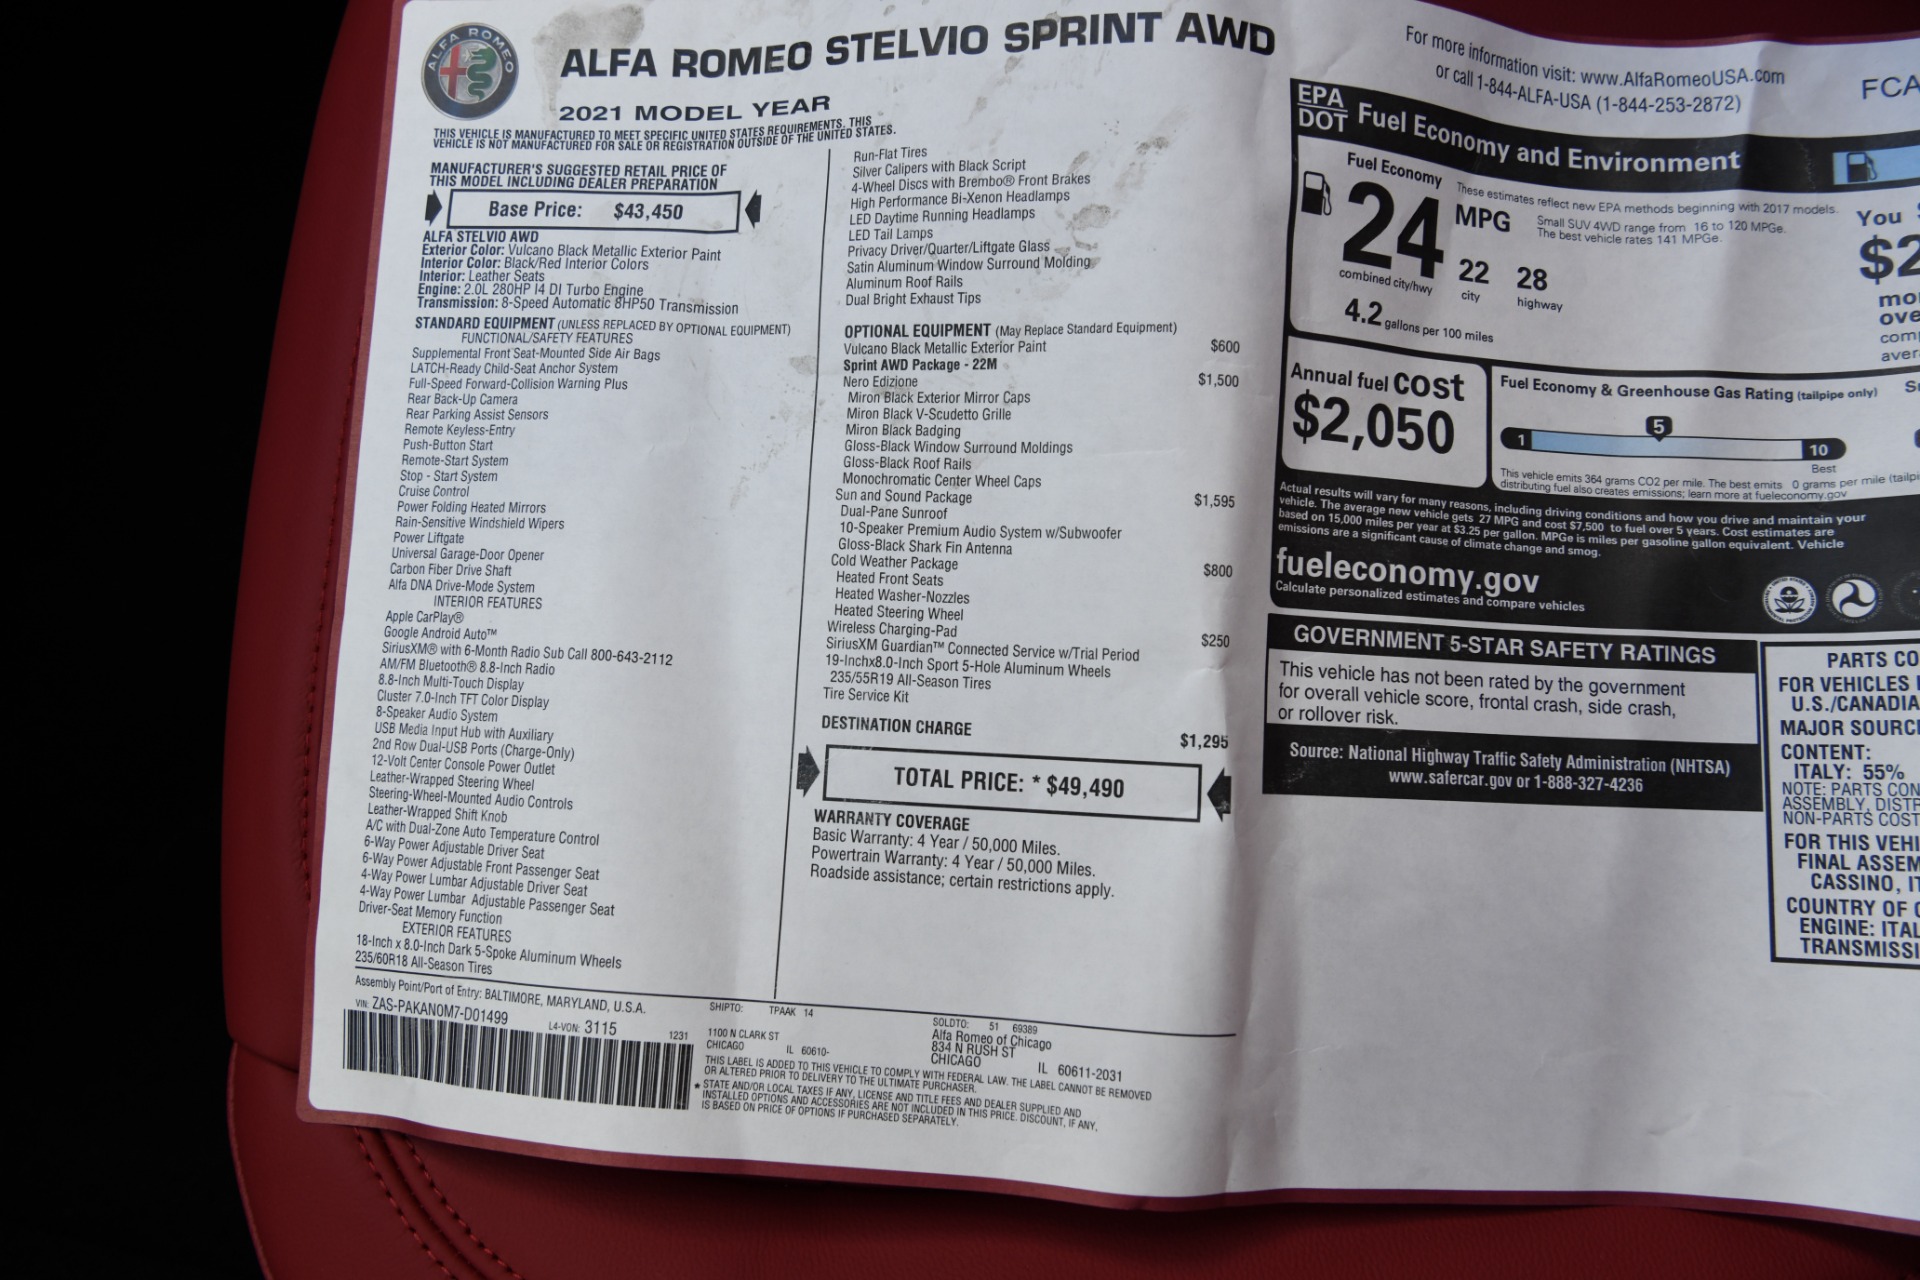 ALFA ROMEO
ALFA ROMEO STELVIO SPRINT AWD
2021 MODEL YEAR
THIS VEHICLE IS MANUFACTURED TO MEET SPECIFIC UNITED STATES REQUIREMENTS. THIS
VEHICLE IS NOT MANUFACTURED FOR SALE OR REGISTRATION OUTSIDE OF THE UNITED STATES.
MANUFACTURER'S SUGGESTED RETAIL PRICE OF
THIS MODEL INCLUDING DEALER PREPARATION
Base Price: $43,450
ALFA STELVIO AWD
Exterior Color: Vulcano Black Metallic Exterior Paint
Interior Color: Black/Red Interior Colors
Interior: Leather Seats
Engine: 2.0L 280HP I4 DI Turbo Engine
Transmission: 8-Speed Automatic 8HP50 Transmission
STANDARD EQUIPMENT (UNLESS REPLACED BY OPTIONAL EQUIPMENT)
FUNCTIONAL/SAFETY FEATURES
Supplemental Front Seat-Mounted Side Air Bags
LATCH-Ready Child-Seat Anchor System
Full-Speed Forward-Collision Warning Plus
Rear Back-Up Camera
Rear Parking Assist Sensors
Remote Keyless-Entry
Push-Button Start
Remote-Start System
Stop - Start System
Cruise Control
Power Folding Heated Mirrors
Rain-Sensitive Windshield Wipers
Power Liftgate
Universal Garage-Door Opener
Carbon Fiber Drive Shaft
Alfa DNA Drive-Mode System
INTERIOR FEATURES
Apple CarPlay®
Google Android Auto™
SiriusXM® with 6-Month Radio Sub Call 800-643-2112
AM/FM Bluetooth® 8.8-Inch Radio
8.8-Inch Multi-Touch Display
Cluster 7.0-Inch TFT Color Display
8-Speaker Audio System
USB Media Input Hub with Auxiliary
2nd Row Dual-USB Ports (Charge-Only)
12-Volt Center Console Power Outlet
Leather-Wrapped Steering Wheel
Steering-Wheel-Mounted Audio Controls
Leather-Wrapped Shift Knob
A/C with Dual-Zone Auto Temperature Control
6-Way Power Adjustable Driver Seat
6-Way Power Adjustable Front Passenger Seat
4-Way Power Lumbar Adjustable Driver Seat
4-Way Power Lumbar Adjustable Passenger Seat
Driver-Seat Memory Function
EXTERIOR FEATURES
18-Inch x 8.0-Inch Dark 5-Spoke Aluminum Wheels
235/60R18 All-Season Tires
Run-Flat Tires
Silver Calipers with Black Script
4-Wheel Discs with Brembo® Front Brakes
High Performance Bi-Xenon Headlamps
LED Daytime Running Headlamps
LED Tail Lamps
Privacy Driver/Quarter/Liftgate Glass
Satin Aluminum Window Surround Molding
Aluminum Roof Rails
Dual Bright Exhaust Tips
OPTIONAL EQUIPMENT (May Replace Standard Equipment)
Vulcano Black Metallic Exterior Paint $600
Sprint AWD Package - 22M
Nero Edizione $1,500
Miron Black Exterior Mirror Caps
Miron Black V-Scudetto Grille
Miron Black Badging
Gloss-Black Window Surround Moldings
Gloss-Black Roof Rails
Monochromatic Center Wheel Caps
Sun and Sound Package $1,595
Dual-Pane Sunroof
10-Speaker Premium Audio System w/Subwoofer
Gloss-Black Shark Fin Antenna
Cold Weather Package $800
Heated Front Seats
Heated Washer-Nozzles
Heated Steering Wheel
Wireless Charging-Pad $250
SiriusXM Guardian™ Connected Service w/Trial Period
19-Inchx8.0-Inch Sport 5-Hole Aluminum Wheels
235/55R19 All-Season Tires
Tire Service Kit
DESTINATION CHARGE $1,295
TOTAL PRICE: * $49,490
WARRANTY COVERAGE
Basic Warranty: 4 Year / 50,000 Miles.
Powertrain Warranty: 4 Year / 50,000 Miles.
Roadside assistance; certain restrictions apply.
Assembly Point/Port of Entry: BALTIMORE, MARYLAND, U.S.A.
VIN: ZAS-PAKAN0M7-D01499
L4-VON: 3115
1231
SHIPTO: TPAAK 14
1100 N CLARK ST
CHICAGO IL 60610-
SOLDTO: 51 69389
Alfa Romeo of Chicago
834 N RUSH ST
CHICAGO IL 60611-2031
THIS LABEL IS ADDED TO THIS VEHICLE TO COMPLY WITH FEDERAL LAW. THE LABEL CANNOT BE REMOVED
OR ALTERED PRIOR TO DELIVERY TO THE ULTIMATE PURCHASER.
* STATE AND/OR LOCAL TAXES IF ANY, LICENSE AND TITLE FEES AND DEALER SUPPLIED AND
INSTALLED OPTIONS AND ACCESSORIES ARE NOT INCLUDED IN THIS PRICE. DISCOUNT, IF ANY,
IS BASED ON PRICE OF OPTIONS IF PURCHASED SEPARATELY.
For more information visit: www.AlfaRomeoUSA.com
or call 1-844-ALFA-USA (1-844-253-2872)
FCA
EPA
DOT
Fuel Economy and Environment
Fuel Economy
24 MPG
combined city/hwy
22
city
28
highway
4.2 gallons per 100 miles
These estimates reflect new EPA methods beginning with 2017 models.
Small SUV 4WD range from 16 to 120 MPGe.
The best vehicle rates 141 MPGe.
You
$2
ove
Annual fuel cost
$2,050
Fuel Economy & Greenhouse Gas Rating (tailpipe only)
5
1
10
Best
This vehicle emits 364 grams CO2 per mile. The best emits 0 grams per mile
distributing fuel also creates emissions; learn more at fueleconomy.gov
Actual results will vary for many reasons, including driving conditions and how you drive and maintain your
vehicle. The average new vehicle gets 27 MPG and cost $7,500 to fuel over 5 years. Cost estimates are
based on 15,000 miles per year at $3.25 per gallon. MPGe is miles per gasoline gallon equivalent. Vehicle
emissions are a significant cause of climate change and smog.
fueleconomy.gov
Calculate personalized estimates and compare vehicles
GOVERNMENT 5-STAR SAFETY RATINGS
This vehicle has not been rated by the government
for overall vehicle score, frontal crash, side crash,
or rollover risk.
Source: National Highway Traffic Safety Administration (NHTSA)
www.safercar.gov or 1-888-327-4236
PARTS CO
FOR VEHICLES
U.S./CANADIA
MAJOR SOURC
CONTENT:
ITALY: 55%
NOTE: PARTS CON
ASSEMBLY, DIST
NON-PARTS COST
FOR THIS VEHI
FINAL ASSEM
CASSINO, IT
COUNTRY OF
ENGINE: ITAL
TRANSMISSI